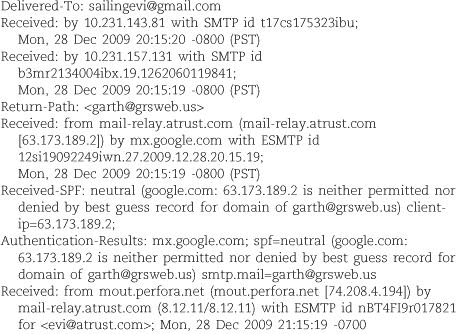 Delivered-To: sailingevi@gmail.com
Received: by 10.231.143.81 with SMTP id t17cs175323ibu;
Mon, 28 Dec 2009 20:15:20 -0800 (PST)
Received: by 10.231.157.131 with SMTP id
b3mr2134004ibx.19.1262060119841;
Mon, 28 Dec 2009 20:15:19 -0800 (PST)
Return-Path: <garth@grsweb.us>
Received: from mail-relay.atrust.com (mail-relay.atrust.com
[63.173.189.2]) by mx.google.com with ESMTP id
12si19092249iwn.27.2009.12.28.20.15.19;
Mon, 28 Dec 2009 20:15:19 -0800 (PST)
Received-SPF: neutral (google.com: 63.173.189.2 is neither permitted nor
denied by best guess record for domain of garth@grsweb.us) client-
ip=63.173.189.2;
Authentication-Results: mx.google.com; spf=neutral (google.com:
63.173.189.2 is neither permitted nor denied by best guess record for
domain of garth@grsweb.us) smtp.mail=garth@grsweb.us
Received: from mout.perfora.net (mout.perfora.net [74.208.4.194]) by
mail-relay.atrust.com (8.12.11/8.12.11) with ESMTP id nBT4FI9r017821
for <evi@atrust.com>; Mon, 28 Dec 2009 21:15:19 -0700